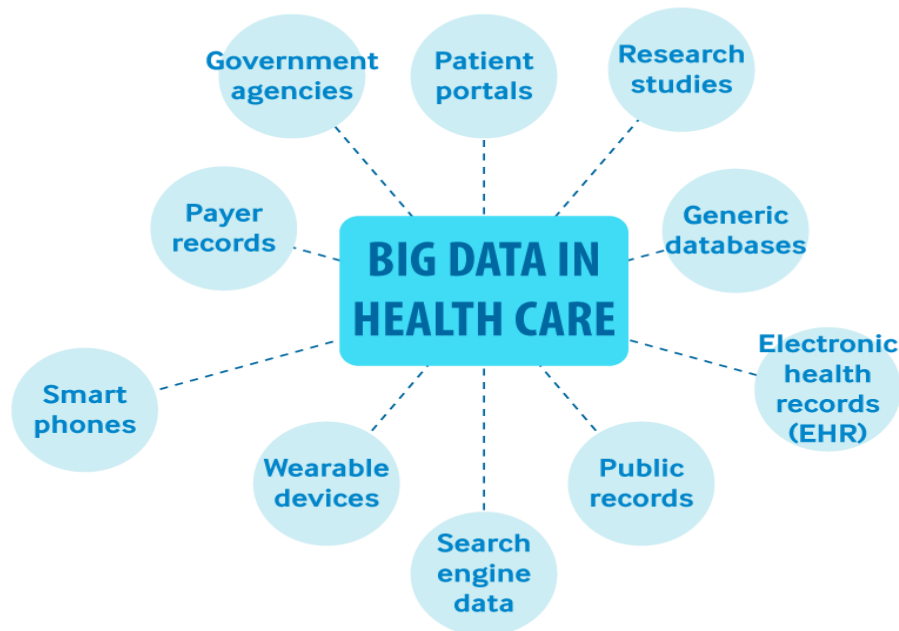 Government
agencies
Patient
portals
Research
studies
Payer
records
BIG DATA IN
HEALTH CARE
Generic
databases
Smart
phones
Electronic
health
records
(EHR)
Wearable
devices
Public
records
Search
engine
data